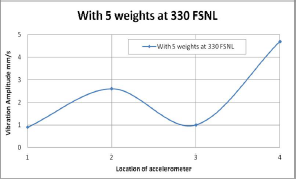 With 5 weights at 330 FSNL
With 5 weights at 330 FSNL
Vibration Amplitude mm/s
5
4
3
2
1
0
1 2 3 4
Location of accelerometer